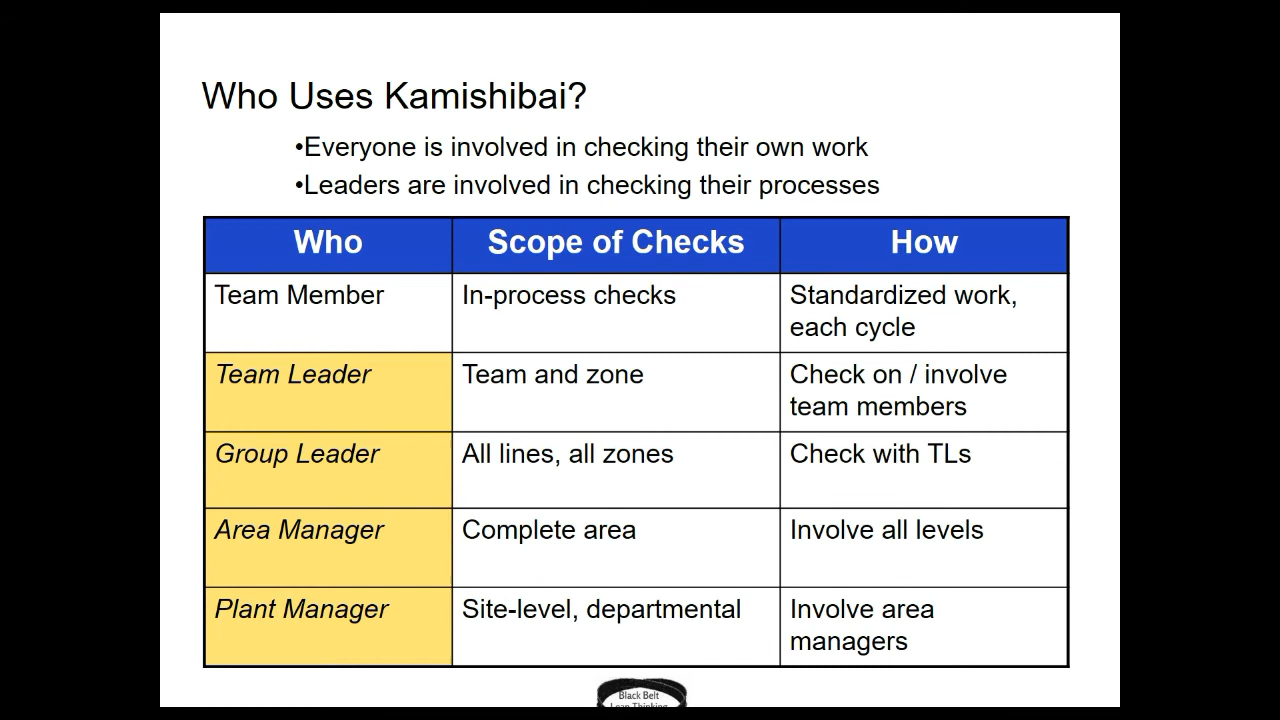 Who Uses Kamishibai?
•Everyone is involved in checking their own work
•Leaders are involved in checking their processes
Who Scope of Checks How
Team Member In-process checks Standardized work,
each cycle
Team Leader Team and zone Check on / involve
team members
Group Leader All lines, all zones Check with TLs
Area Manager Complete area Involve all levels
Plant Manager Site-level, departmental Involve area
managers
Black Belt
Lean Thinking